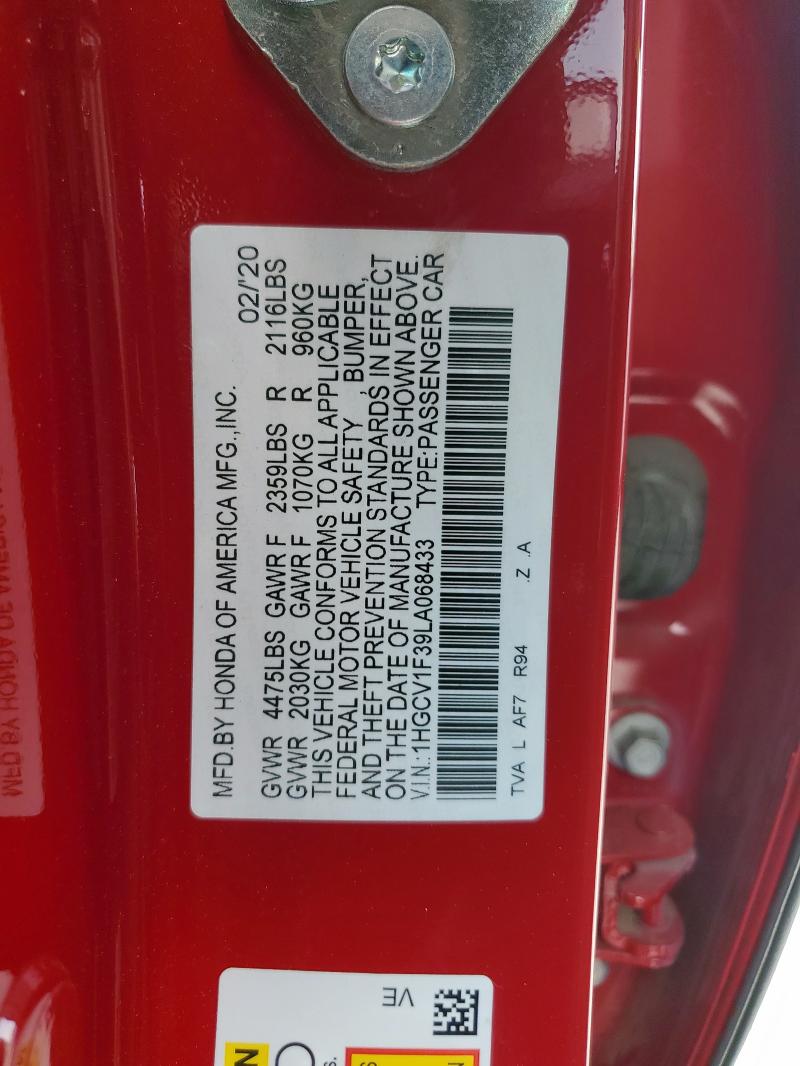 MFD.BY HONDA OF AMERICA MFG.,INC. 02/'20
GVWR 4475LBS GAWR F 2359LBS R 2116LBS
GVWR 2030KG GAWR F 1070KG R 960KG
THIS VEHICLE CONFORMS TO ALL APPLICABLE
FEDERAL MOTOR VEHICLE SAFETY, BUMPER,
AND THEFT PREVENTION STANDARDS IN EFFECT
ON THE DATE OF MANUFACTURE SHOWN ABOVE.
V.I.N.:1HGCV1F39LA068433 TYPE:PASSENGER CAR
TVA L AF7 R94 .Z .A
VE